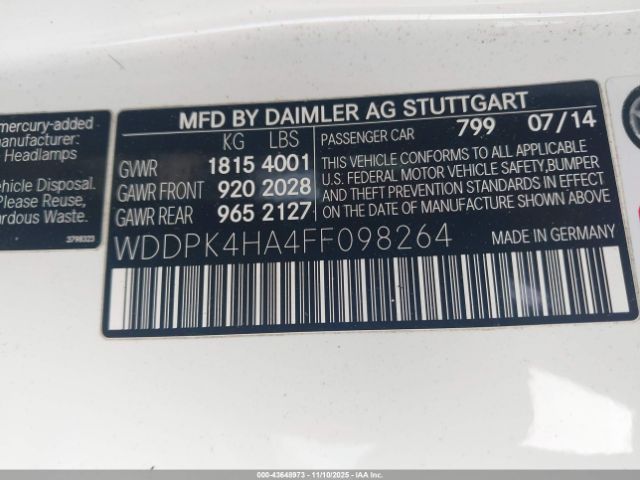 mercury-added
manufacturer:
Headlamps
ehicle Disposal.
Please Reuse,
ardous Waste.
3798323
MFD BY DAIMLER AG STUTTGART
KG LBS
GVWR 1815 4001
GAWR FRONT 920 2028
GAWR REAR 965 2127
PASSENGER CAR 799 07/14
THIS VEHICLE CONFORMS TO ALL APPLICABLE
U.S. FEDERAL MOTOR VEHICLE SAFETY, BUMPER
AND THEFT PREVENTION STANDARDS IN EFFECT
ON THE DATE OF MANUFACTURE SHOWN ABOVE.
WDDPK4HA4FF098264 MADE IN GERMANY
000-43648973 - 11/10/2025 - IAA, Inc.